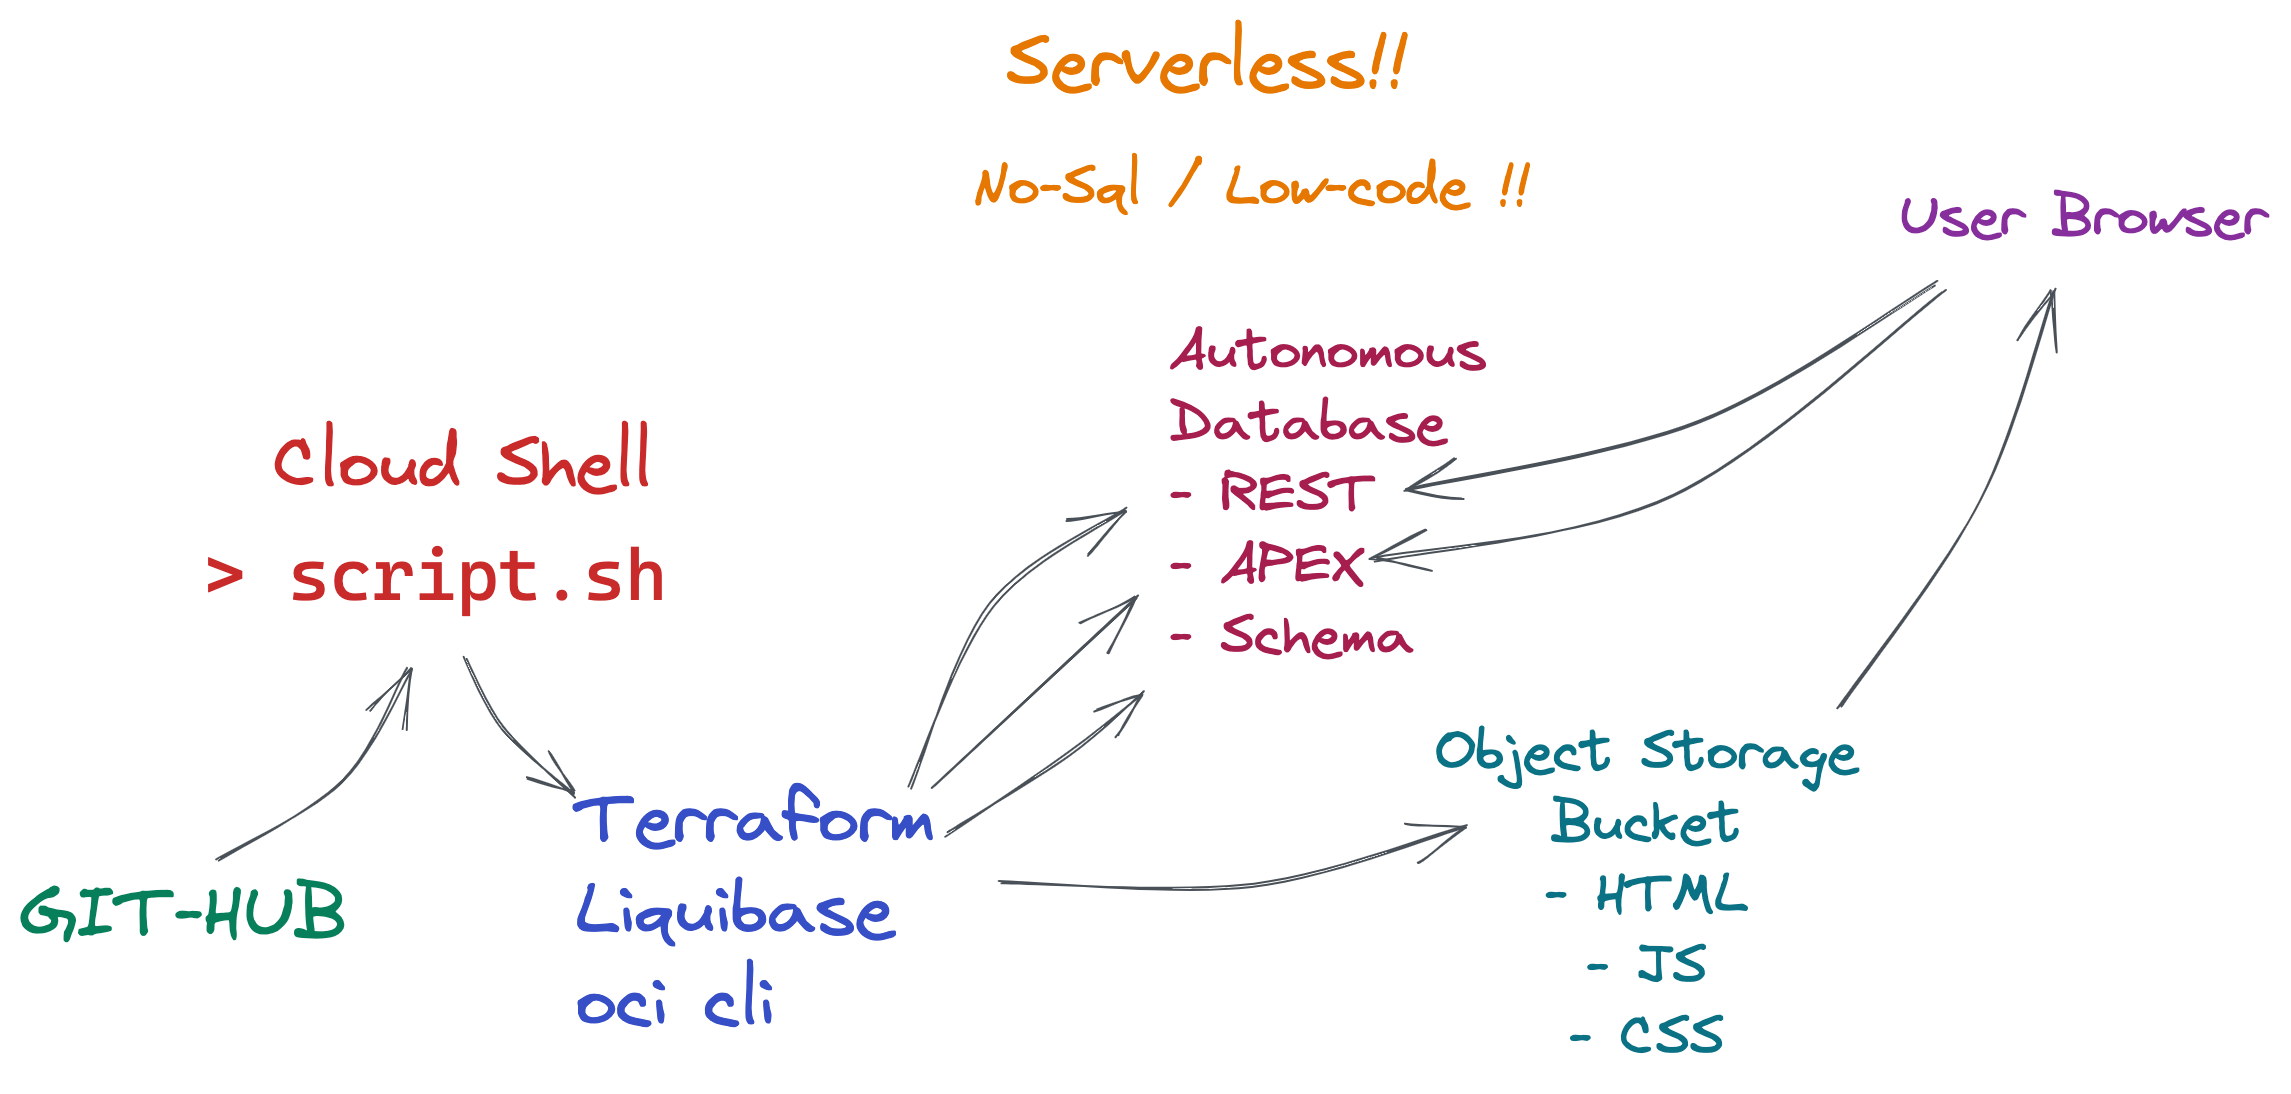 Serverless!!
No-Sql / Low-code !!
User Browser
Autonomous
Database
- REST
- APEX
- Schema
Cloud Shell
> script.sh
GIT-HUB
Terraform
Liquibase
oci cli
Object Storage
Bucket
- HTML
- JS
- CSS